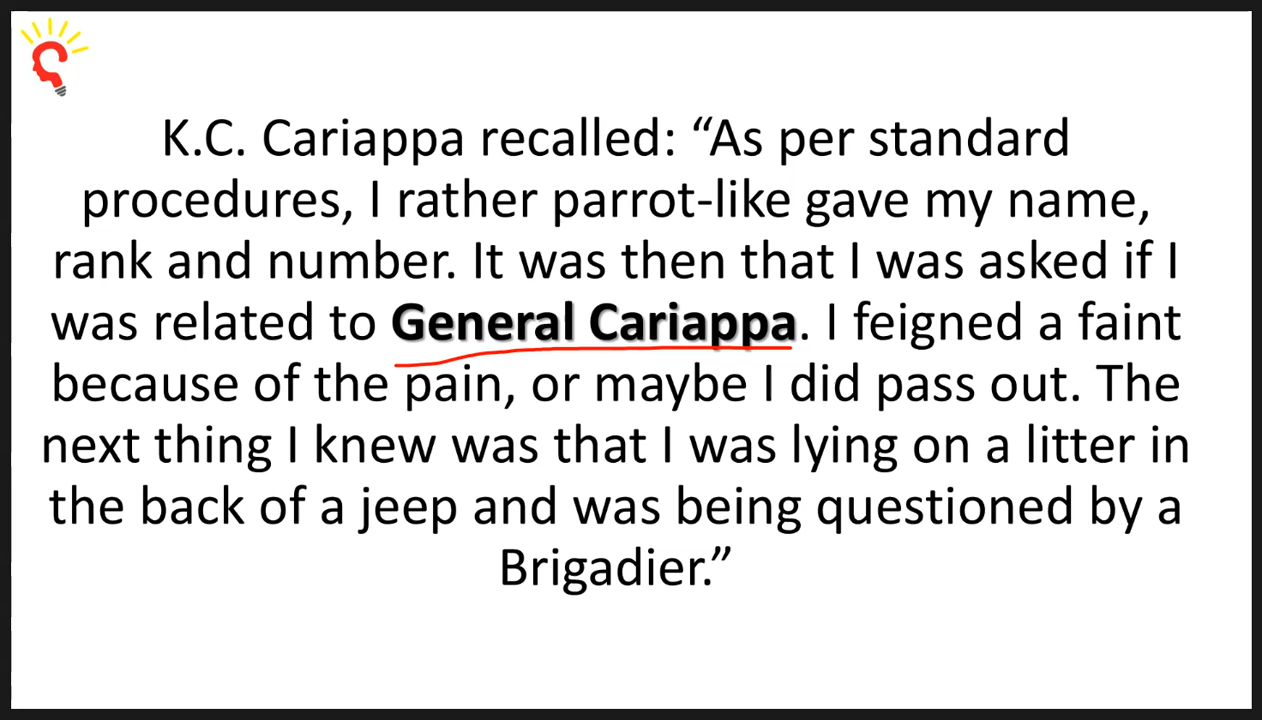 K.C. Cariappa recalled: “As per standard
procedures, I rather parrot-like gave my name,
rank and number. It was then that I was asked if I
was related to General Cariappa. I feigned a faint
because of the pain, or maybe I did pass out. The
next thing I knew was that I was lying on a litter in
the back of a jeep and was being questioned by a
Brigadier.”